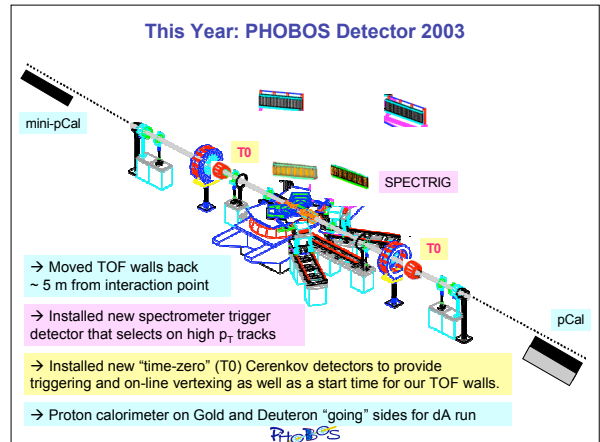 This Year: PHOBOS Detector 2003
mini-pCal
T0
SPECTRIG
T0
pCal
→ Moved TOF walls back
~ 5 m from interaction point
→ Installed new spectrometer trigger
detector that selects on high pT tracks
→ Installed new “time-zero” (T0) Cerenkov detectors to provide
triggering and on-line vertexing as well as a start time for our TOF walls.
→ Proton calorimeter on Gold and Deuteron “going” sides for dA run
PHOBOS